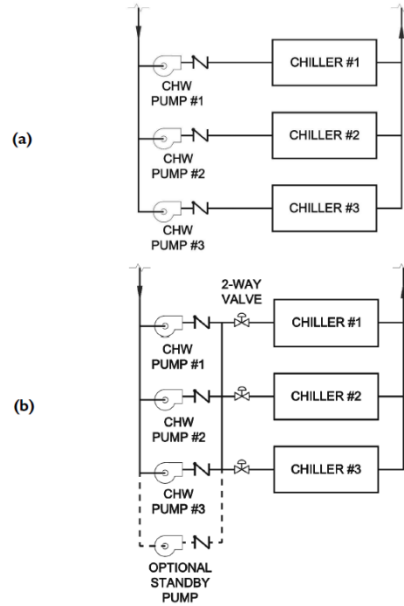 (a)
CHW
PUMP #1
CHILLER #1
CHW
PUMP #2
CHILLER #2
CHW
PUMP #3
CHILLER #3
(b)
2-WAY
VALVE
CHW
PUMP #1
CHILLER #1
CHW
PUMP #2
CHILLER #2
CHW
PUMP #3
CHILLER #3
OPTIONAL
STANDBY
PUMP